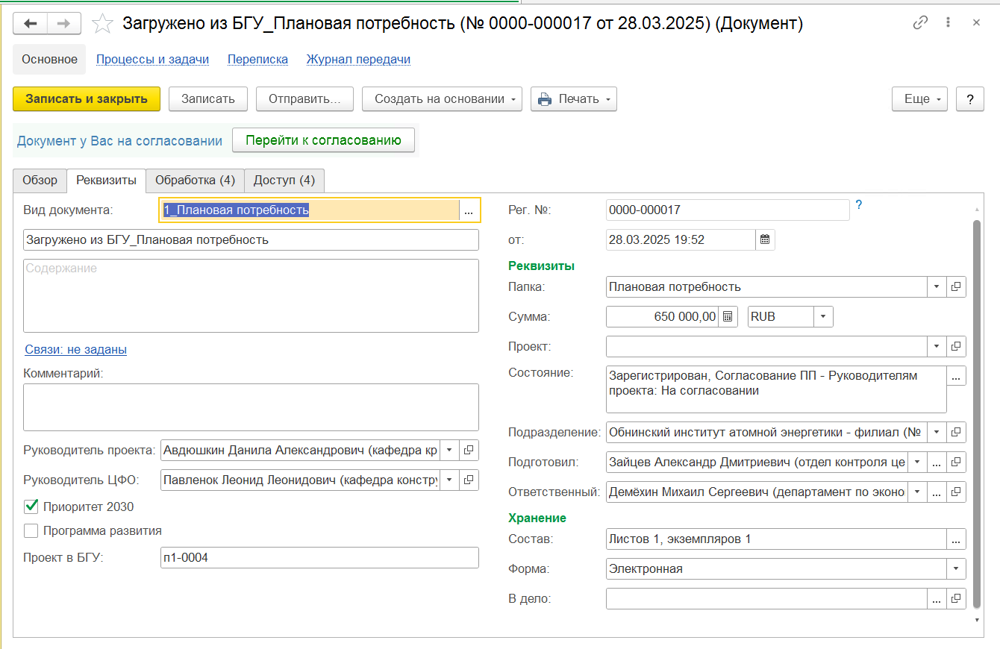 Загружено из БГУ_Плановая потребность (№ 0000-000017 от 28.03.2025) (Документ)
Основное Процессы и задачи Переписка Журнал передачи
Записать и закрыть Записать Отправить... Создать на основании Печать Еще ?
Документ у Вас на согласовании Перейти к согласованию
Обзор Реквизиты Обработка (4) Доступ (4)
Вид документа: 1_Плановая потребность ...
Загружено из БГУ_Плановая потребность
Содержание
Связи: не заданы
Комментарий:
Руководитель проекта: Авдюшкин Данила Александрович (кафедра кр
Руководитель ЦФО: Павленок Леонид Леонидович (кафедра констру
Приоритет 2030
Программа развития
Проект в БГУ: п1-0004
Рег. №: 0000-000017 ?
от: 28.03.2025 19:52
Реквизиты
Папка: Плановая потребность
Сумма: 650 000,00 RUB
Проект:
Состояние: Зарегистрирован, Согласование ПП - Руководителям ...
проекта: На согласовании
Подразделение: Обнинский институт атомной энергетики - филиал (№
Подготовил: Зайцев Александр Дмитриевич (отдел контроля це ...
Ответственный: Демёхин Михаил Сергеевич (департамент по эконо ...
Хранение
Состав: Листов 1, экземпляров 1 ...
Форма: Электронная
В дело: ...